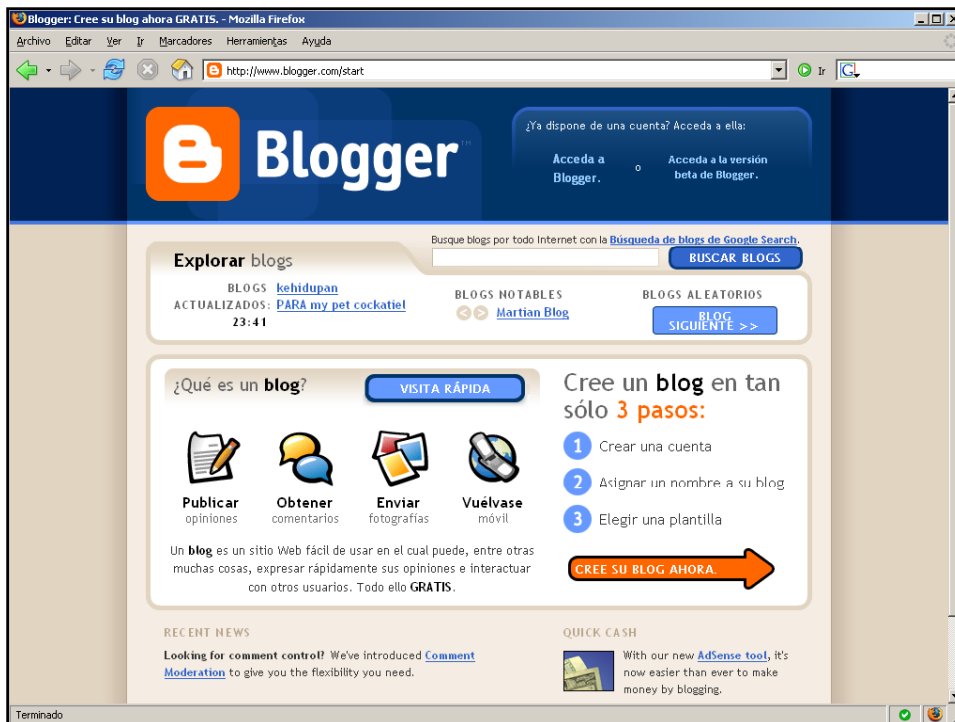 Blogger: Cree su blog ahora GRATIS. - Mozilla Firefox
Archivo Editar Ver Ir Marcadores Herramientas Ayuda
http://www.blogger.com/start
Ir
G
Blogger™
¿Ya dispone de una cuenta? Acceda a ella:
Acceda a
Blogger.
o
Acceda a la versión
beta de Blogger.
Busque blogs por todo Internet con la Búsqueda de blogs de Google Search.
BUSCAR BLOGS
Explorar blogs
BLOGS
ACTUALIZADOS:
23:41
kehidupan
PARA my pet cockatiel
BLOGS NOTABLES
Martian Blog
BLOGS ALEATORIOS
BLOG
SIGUIENTE >>
¿Qué es un blog?
VISITA RÁPIDA
Publicar
opiniones
Obtener
comentarios
Enviar
fotografías
Vuélvase
móvil
Un blog es un sitio Web fácil de usar en el cual puede, entre otras
muchas cosas, expresar rápidamente sus opiniones e interactuar
con otros usuarios. Todo ello GRATIS.
Cree un blog en tan
sólo 3 pasos:
1 Crear una cuenta
2 Asignar un nombre a su blog
3 Elegir una plantilla
CREE SU BLOG AHORA.
RECENT NEWS
Looking for comment control? We've introduced Comment
Moderation to give you the flexibility you need.
QUICK CASH
With our new AdSense tool, it's
now easier than ever to make
money by blogging.
Terminado